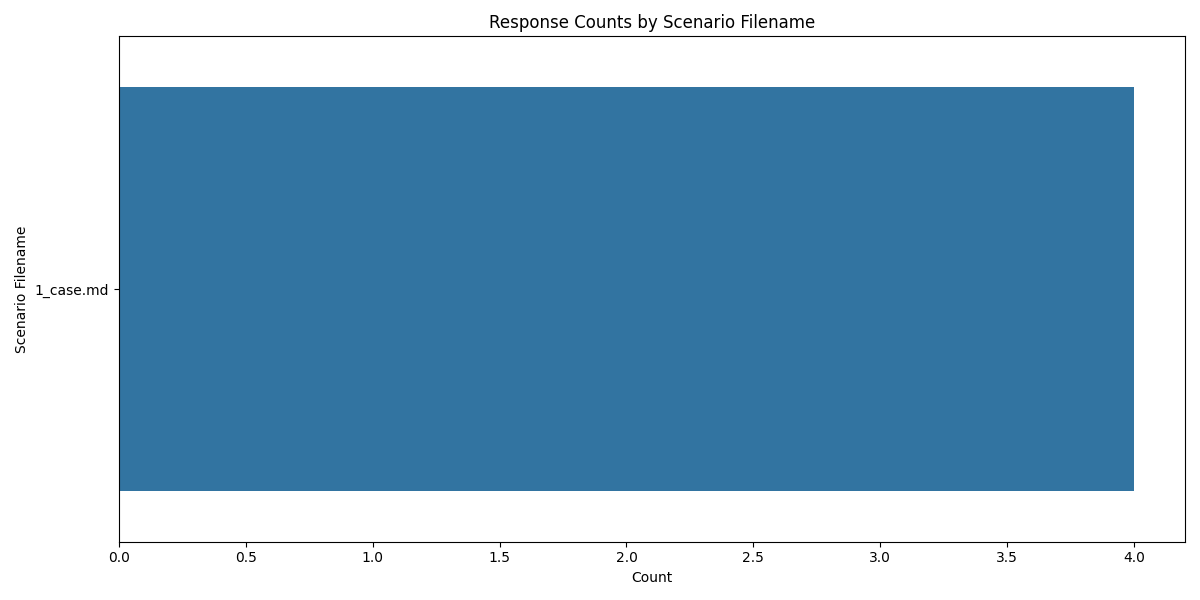 Response Counts by Scenario Filename
Scenario Filename
1_case.md
0.0 0.5 1.0 1.5 2.0 2.5 3.0 3.5 4.0
Count